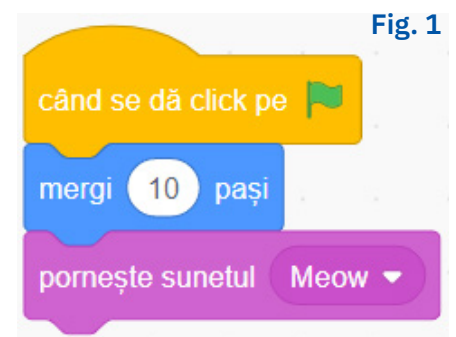 Fig. 1
când se dă click pe
mergi 10 pași
pornește sunetul Meow